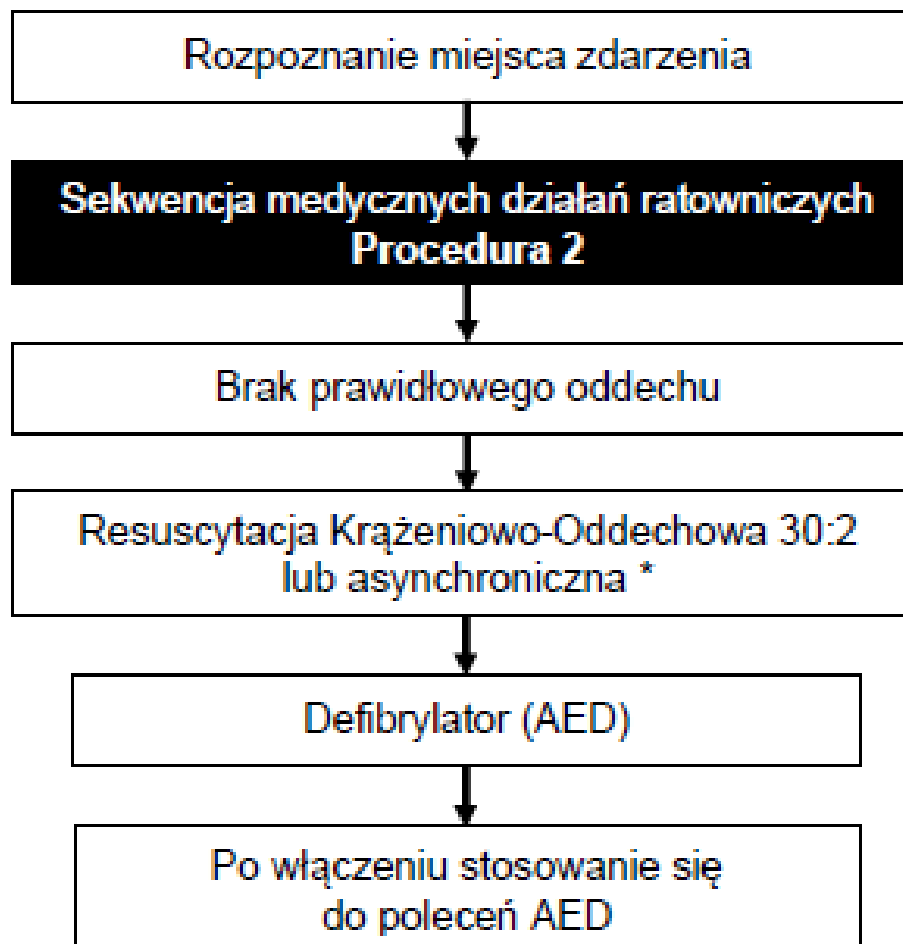 Rozpoznanie miejsca zdarzenia
Sekwencja medycznych działań ratowniczych
Procedura 2
Brak prawidłowego oddechu
Resuscytacja Krążeniowo-Oddechowa 30:2
lub asynchroniczna *
Defibrylator (AED)
Po włączeniu stosowanie się
do poleceń AED